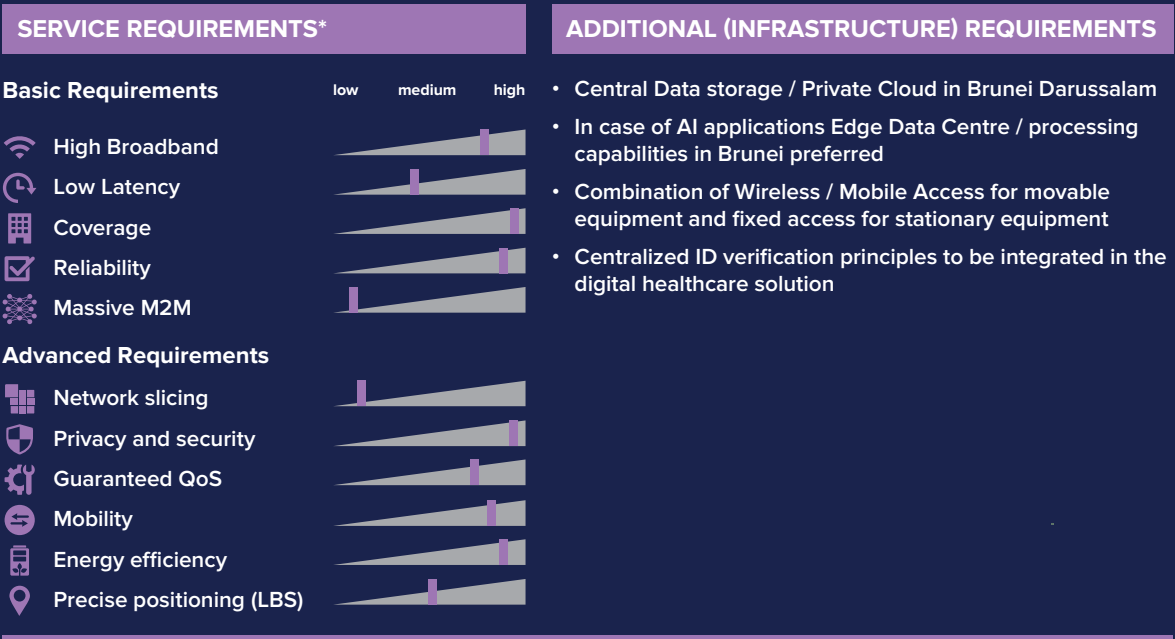 SERVICE REQUIREMENTS*
Basic Requirements
low medium high
High Broadband
Low Latency
Coverage
Reliability
Massive M2M
Advanced Requirements
Network slicing
Privacy and security
Guaranteed QoS
Mobility
Energy efficiency
Precise positioning (LBS)
ADDITIONAL (INFRASTRUCTURE) REQUIREMENTS
• Central Data storage / Private Cloud in Brunei Darussalam
• In case of AI applications Edge Data Centre / processing
capabilities in Brunei preferred
• Combination of Wireless / Mobile Access for movable
equipment and fixed access for stationary equipment
• Centralized ID verification principles to be integrated in the
digital healthcare solution